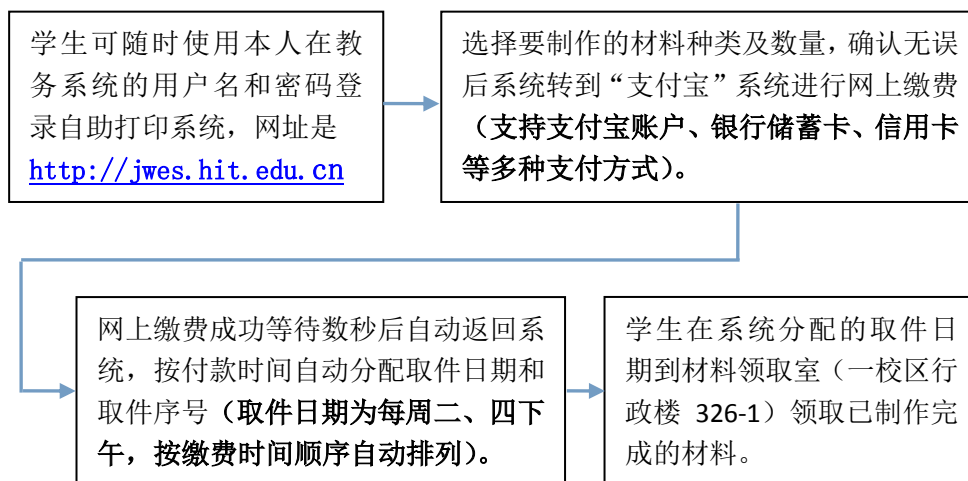 学生可随时使用本人在教
务系统的用户名和密码登
录自助打印系统，网址是
http://jwes.hit.edu.cn
选择要制作的材料种类及数量，确认无误
后系统转到“支付宝”系统进行网上缴费
（支持支付宝账户、银行储蓄卡、信用卡
等多种支付方式）。
网上缴费成功等待数秒后自动返回系
统，按付款时间自动分配取件日期和
取件序号（取件日期为每周二、四下
午，按缴费时间顺序自动排列）。
学生在系统分配的取件日
期到材料领取室（一校区行
政楼 326-1）领取已制作完
成的材料。